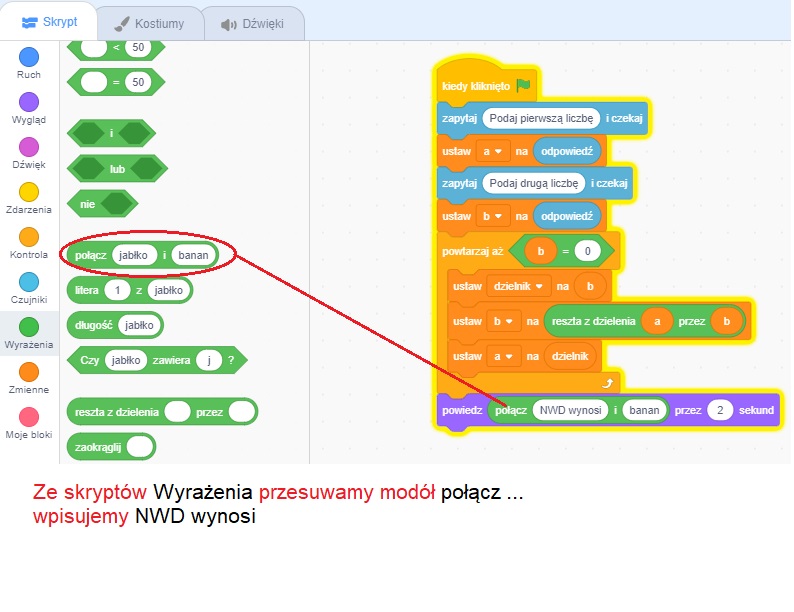 Skrypt Kostiumy Dźwięki
Ruch
Wygląd
Dźwięk
Zdarzenia
Kontrola
Czujniki
Wyrażenia
Zmienne
Moje bloki
< 50
= 50
i
lub
nie
połącz jabłko i banan
litera 1 z jabłko
długość jabłko
Czy jabłko zawiera j ?
reszta z dzielenia przez
zaokrąglij
kiedy kliknięto
zapytaj Podaj pierwszą liczbę i czekaj
ustaw a na odpowiedź
zapytaj Podaj drugą liczbę i czekaj
ustaw b na odpowiedź
powtarzaj aż b = 0
ustaw dzielnik na b
ustaw b na reszta z dzielenia a przez b
ustaw a na dzielnik
powiedz połącz NWD wynosi i banan przez 2 sekund
Ze skryptów Wyrażenia przesuwamy modół połącz ...
wpisujemy NWD wynosi